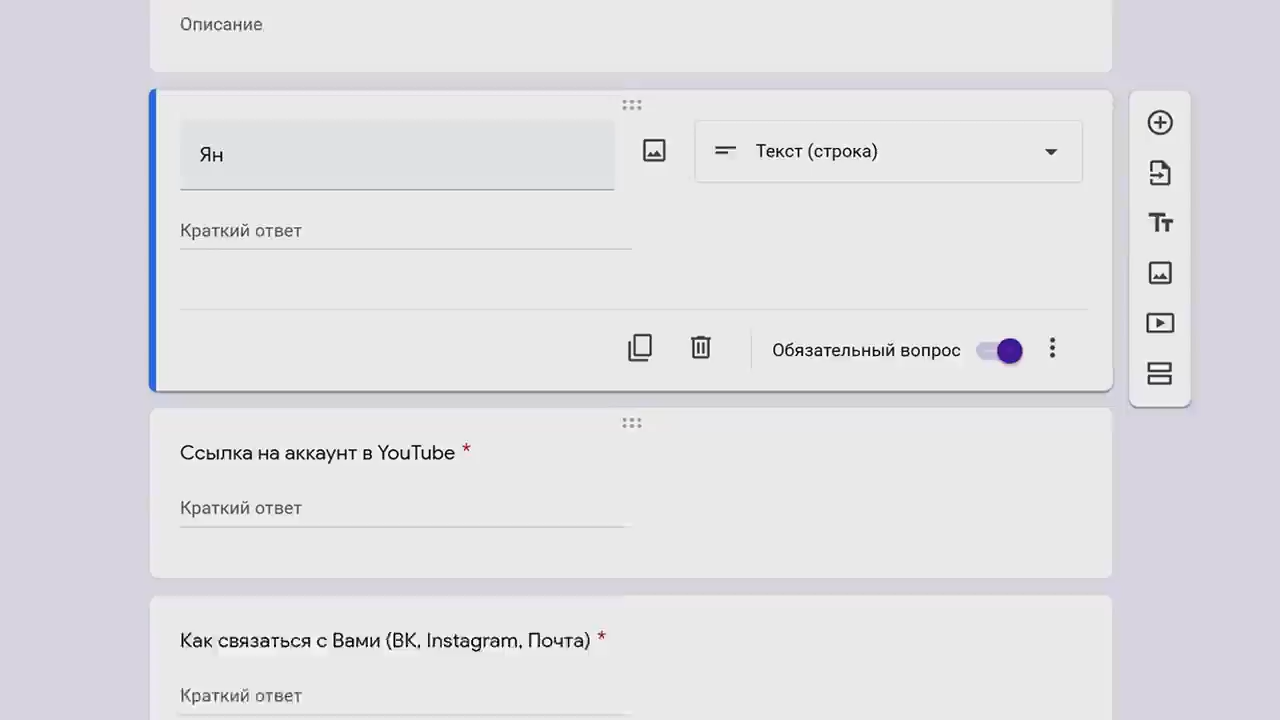 Описание
Ян
Текст (строка)
Краткий ответ
Обязательный вопрос
Ссылка на аккаунт в YouTube *
Краткий ответ
Как связаться с Вами (ВК, Instagram, Почта) *
Краткий ответ